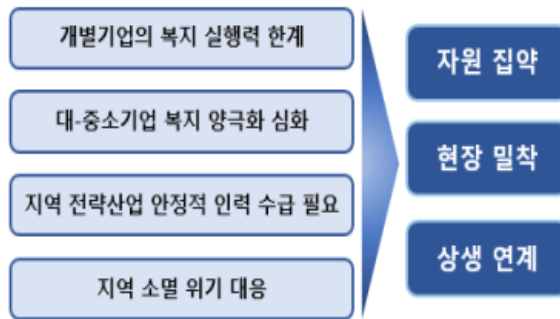 개별기업의 복지 실행력 한계
대-중소기업 복지 양극화 심화
지역 전략산업 안정적 인력 수급 필요
지역 소멸 위기 대응
자원 집약
현장 밀착
상생 연계